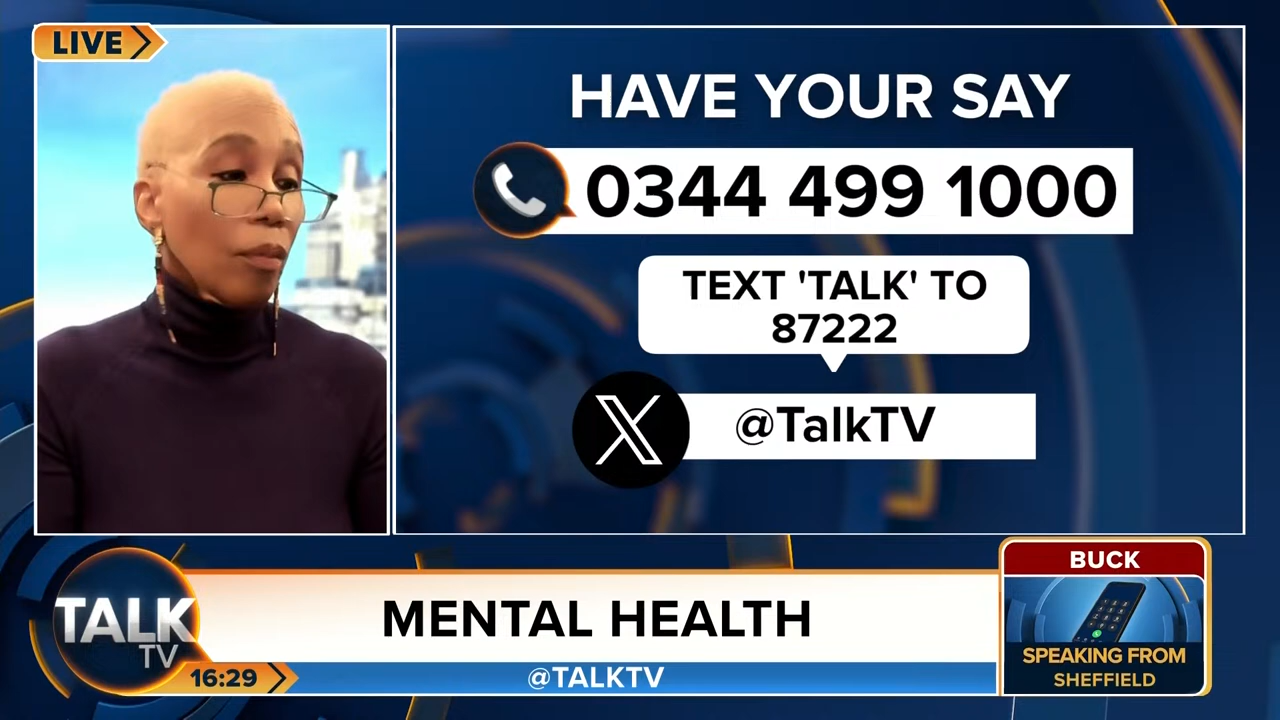 LIVE
HAVE YOUR SAY
0344 499 1000
TEXT 'TALK' TO
87222
X
@TalkTV
TALK
TV
16:29
MENTAL HEALTH
@TALKTV
BUCK
SPEAKING FROM
SHEFFIELD